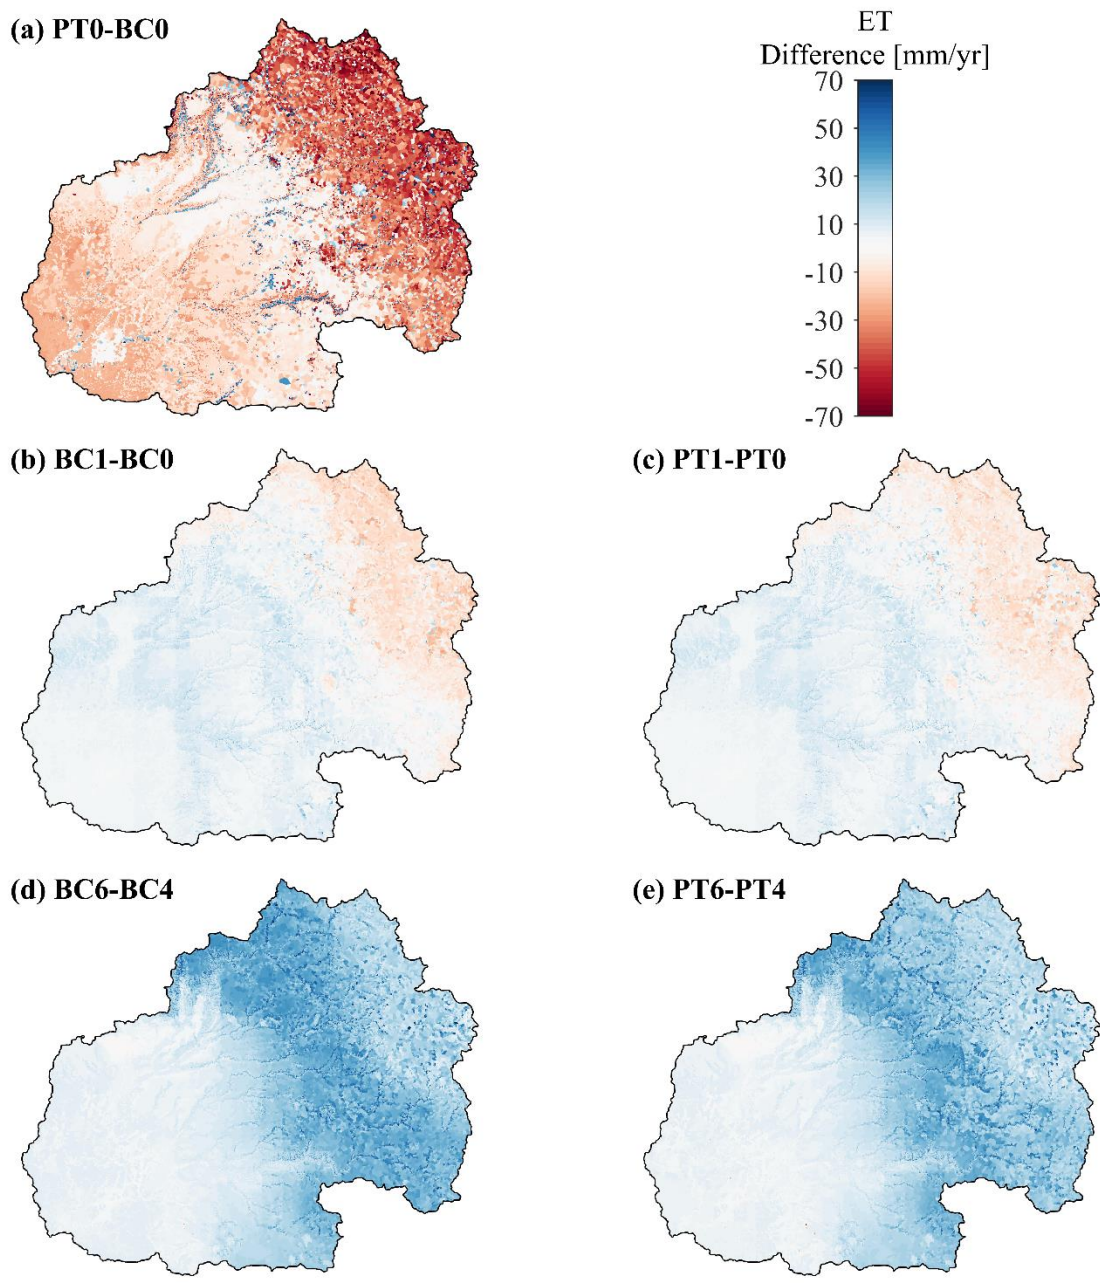 (a) PT0-BC0
ET
Difference [mm/yr]
70
50
30
10
-10
-30
-50
-70
(b) BC1-BC0
(c) PT1-PT0
(d) BC6-BC4
(e) PT6-PT4